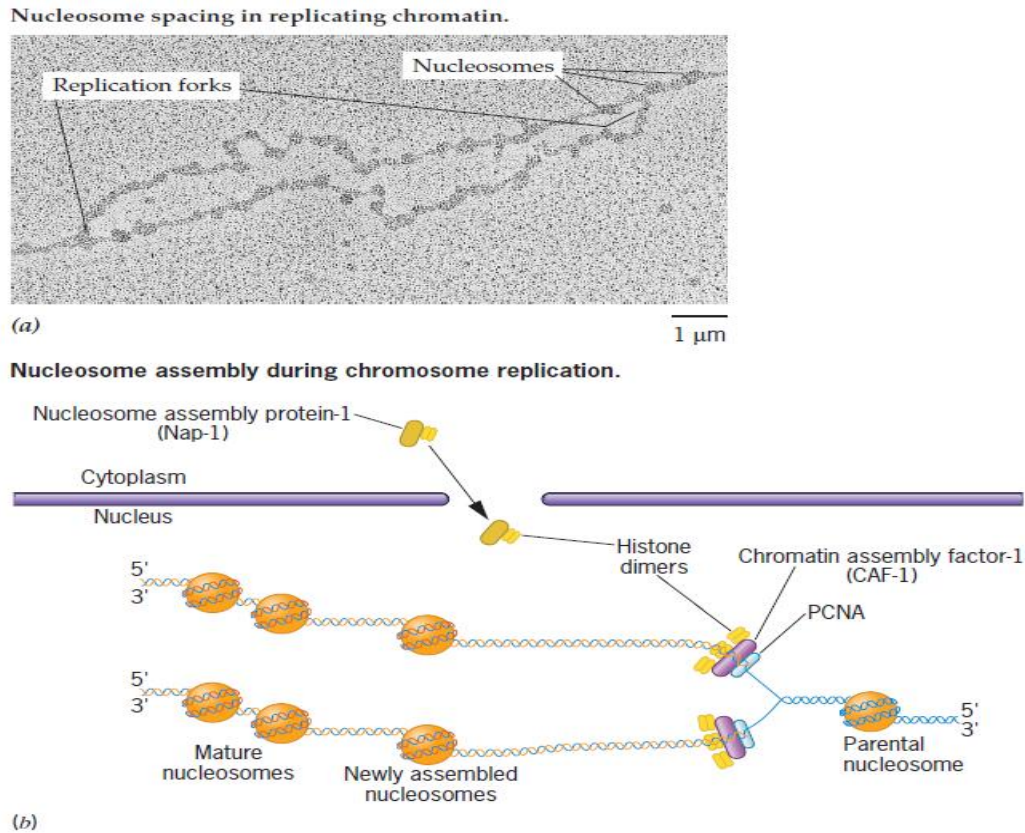 Nucleosome spacing in replicating chromatin.
Nucleosomes
Replication forks
(a)
1 μm
Nucleosome assembly during chromosome replication.
Nucleosome assembly protein-1
(Nap-1)
Cytoplasm
Nucleus
Histone
dimers
Chromatin assembly factor-1
(CAF-1)
PCNA
5'
3'
5'
3'
5'
3'
Mature
nucleosomes
Newly assembled
nucleosomes
Parental
nucleosome
(b)